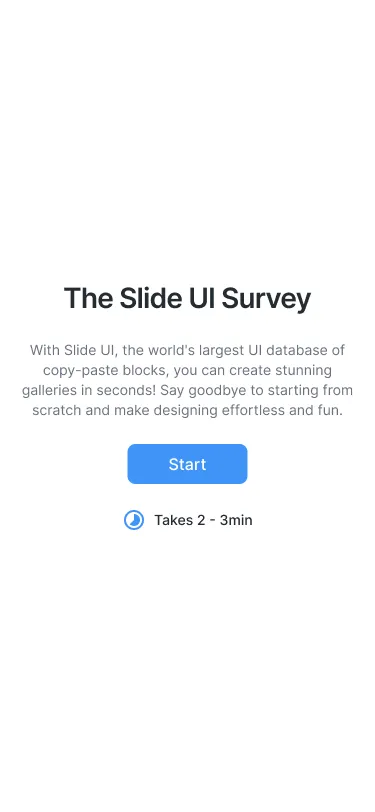 The Slide UI Survey
With Slide UI, the world's largest UI database of
copy-paste blocks, you can create stunning
galleries in seconds! Say goodbye to starting from
scratch and make designing effortless and fun.
Start
Takes 2 - 3min